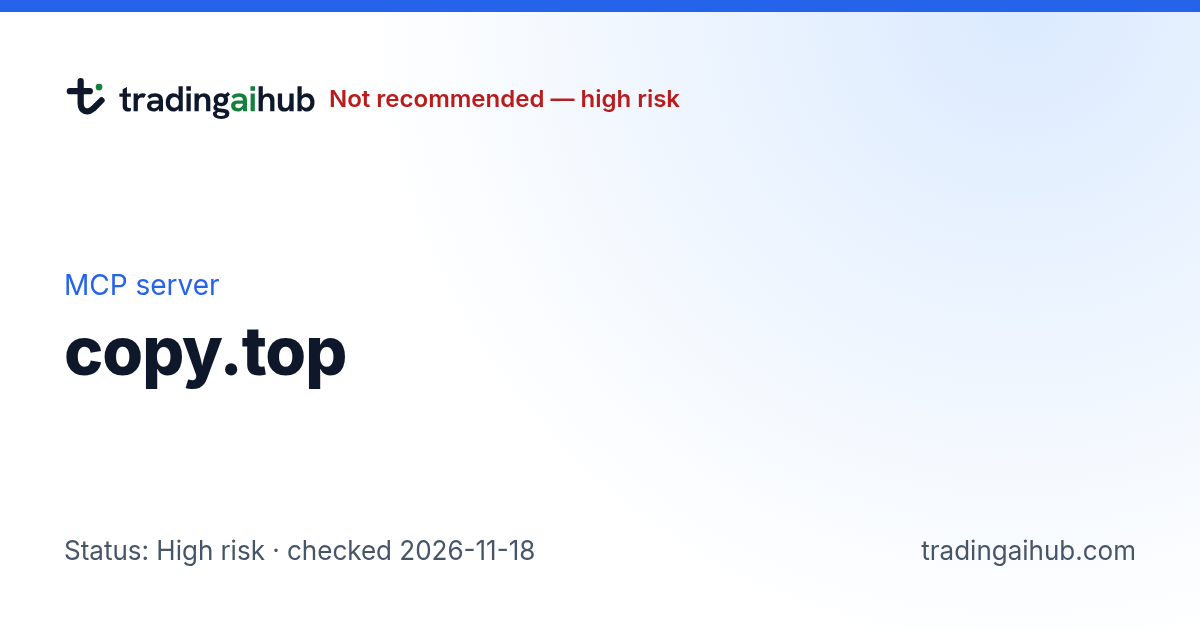 tradingaihub Not recommended — high risk
MCP server
copy.top
Status: High risk · checked 2026-11-18
tradingaihub.com